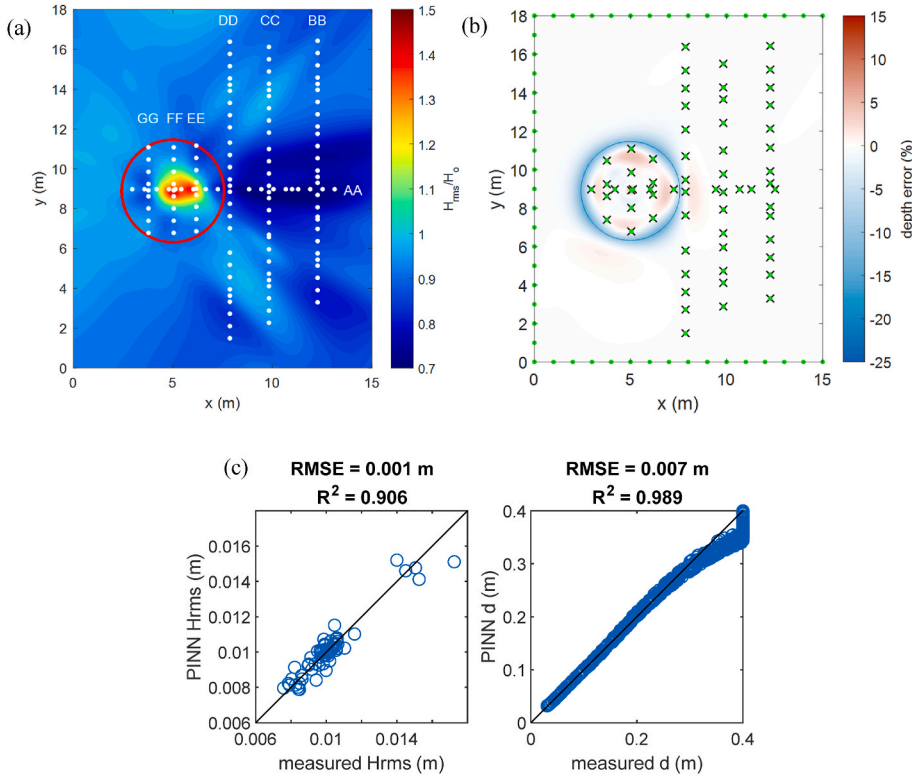 (a)
DD CC BB
GG FF EE
AA
y (m)
18
16
14
12
10
8
6
4
2
0
0 5 10 15
x (m)
1.5
1.4
1.3
1.2
1.1
1
0.9
0.8
0.7
H_rms/H_o
(b)
y (m)
18
16
14
12
10
8
6
4
2
0
0 5 10 15
x (m)
15
10
5
0
-5
-10
-15
-20
-25
depth error (%)
(c)
RMSE = 0.001 m
R² = 0.906
PINN Hrms (m)
0.016
0.014
0.012
0.010
0.008
0.006
0.006 0.01 0.014
measured Hrms (m)
RMSE = 0.007 m
R² = 0.989
PINN d (m)
0.4
0.3
0.2
0.1
0
0 0.2 0.4
measured d (m)